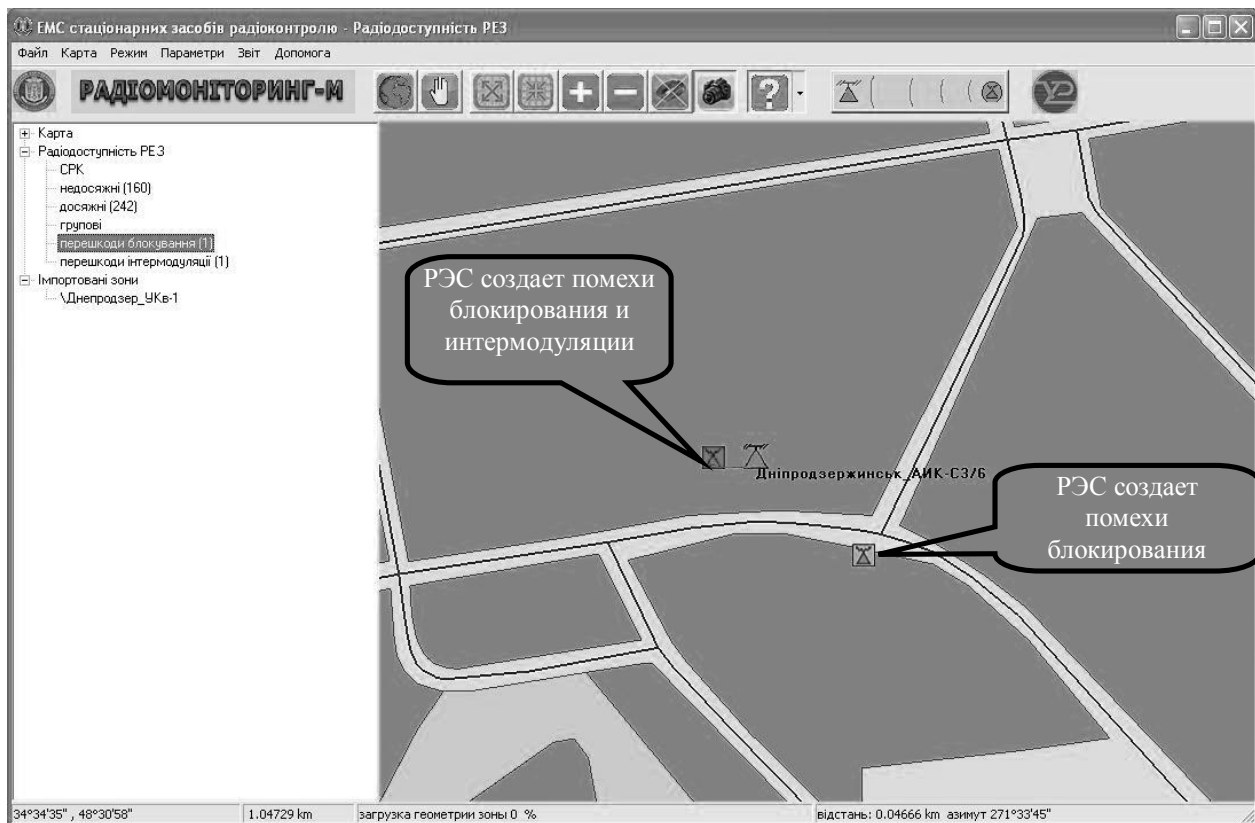 ЕМС стаціонарних засобів радіоконтролю - Радіодоступність РЕЗ
Файл Карта Режим Параметри Звіт Допомога
РАДІОМОНІТОРИНГ-М
Карта
Радіодоступність РЕЗ
СРК
недосяжні (160)
досяжні (242)
групові
перешкоди блокування (1)
перешкоди інтермодуляції (1)
Імпортовані зони
\Днепродзер_УКв-1
РЭС создает помехи
блокирования и
интермодуляции
Дніпродзержинськ_АИК-С3/6
РЭС создает
помехи
блокирования
34°34'35" , 48°30'58" 1.04729 km загрузка геометрии зоны 0 % відстань: 0.04666 km азимут 271°33'45"